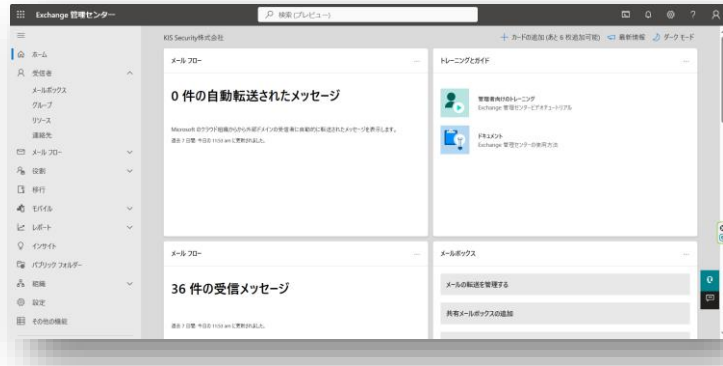 Exchange 管理センター
検索 (プレビュー)
KIS Security株式会社
カードの追加 (あと 6 枚追加可能)
最新情報
ダーク モード
ホーム
受信者
メールボックス
グループ
リソース
連絡先
メール フロー
役割
移行
モバイル
レポート
インサイト
パブリック フォルダー
組織
設定
その他の機能
メール フロー
0 件の自動転送されたメッセージ
Microsoft のクラウド組織からから外部ドメインの受信者に自動的に転送されたメッセージを表示します。
過去 7 日間: 今日の 11:50 am に更新されました。
トレーニングとガイド
管理者向けのトレーニング
Exchange 管理センタービデオチュートリアル
ドキュメント
Exchange 管理センターの使用方法
メール フロー
36 件の受信メッセージ
過去 7 日間: 今日の 11:50 am に更新されました。
メールボックス
メールの転送を管理する
共有メールボックスの追加